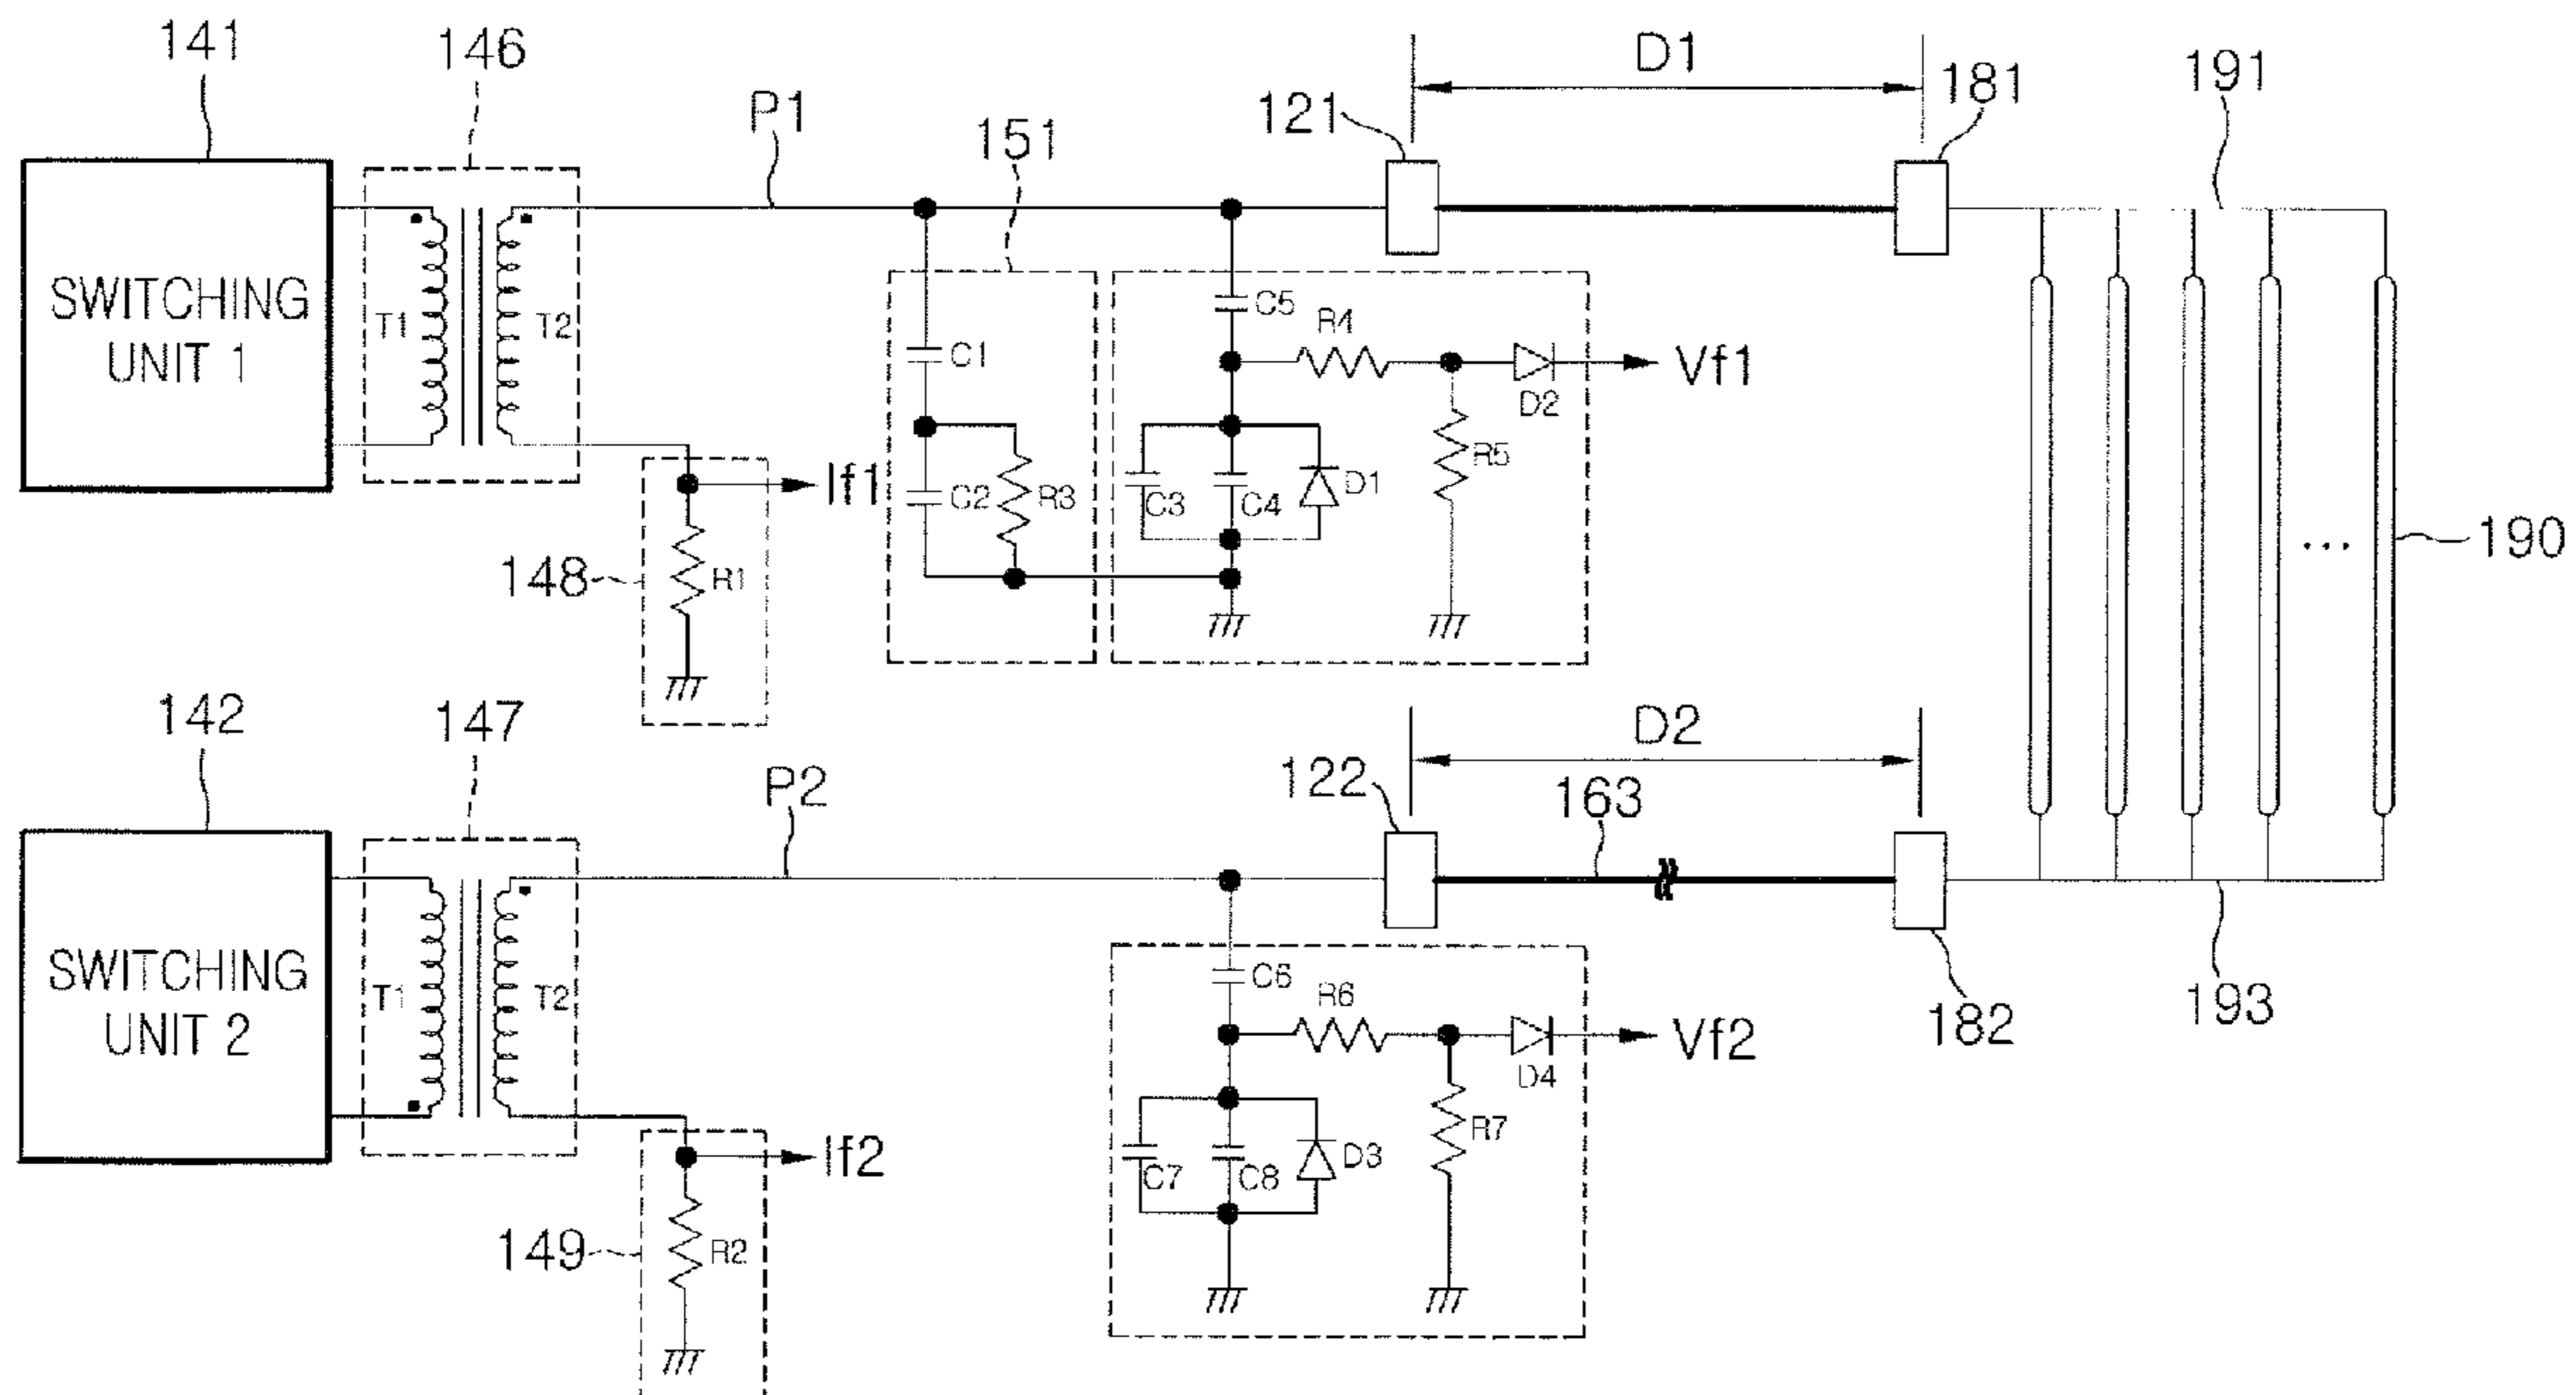 141
146
P1
151
121
D1
181
191
SWITCHING
UNIT 1
T1
T2
C5
R4
C1
Vf1
D2
If1
C2
R3
C3
C4
D1
R5
148
R1
190
...
142
147
P2
122
D2
163
SWITCHING
UNIT 2
T1
T2
C6
R6
Vf2
D4
182
193
If2
C7
C8
D3
R7
149
R2